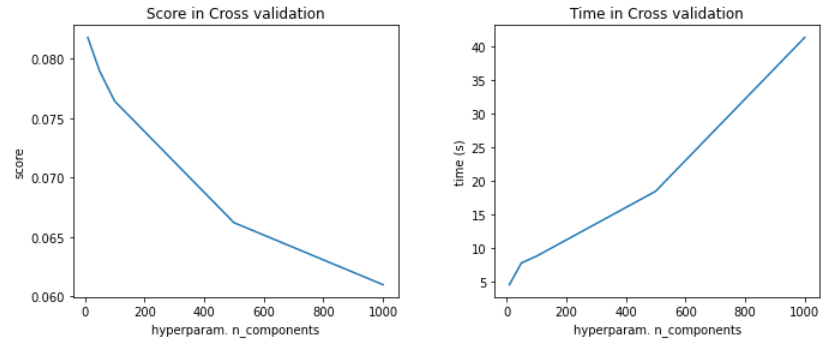 Score in Cross validation
0.080
0.075
0.070
0.065
0.060
score
0 200 400 600 800 1000
hyperparam. n_components
Time in Cross validation
40
35
30
25
20
15
10
5
time (s)
0 200 400 600 800 1000
hyperparam. n_components